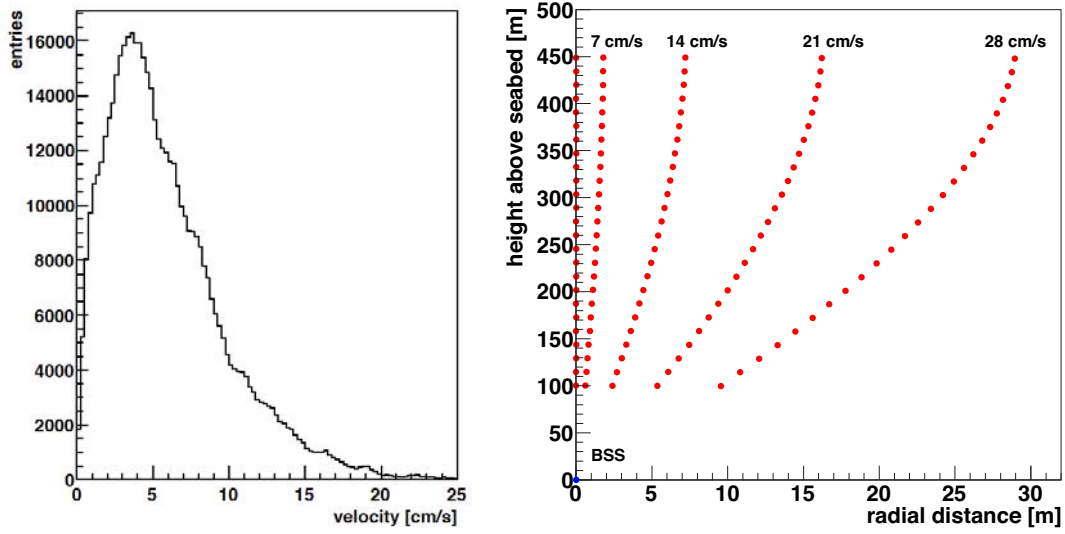 entries
16000
14000
12000
10000
8000
6000
4000
2000
0
0 5 10 15 20 25
velocity [cm/s]
height above seabed [m]
500
450
400
350
300
250
200
150
100
50
0
7 cm/s 14 cm/s 21 cm/s 28 cm/s
BSS
0 5 10 15 20 25 30
radial distance [m]